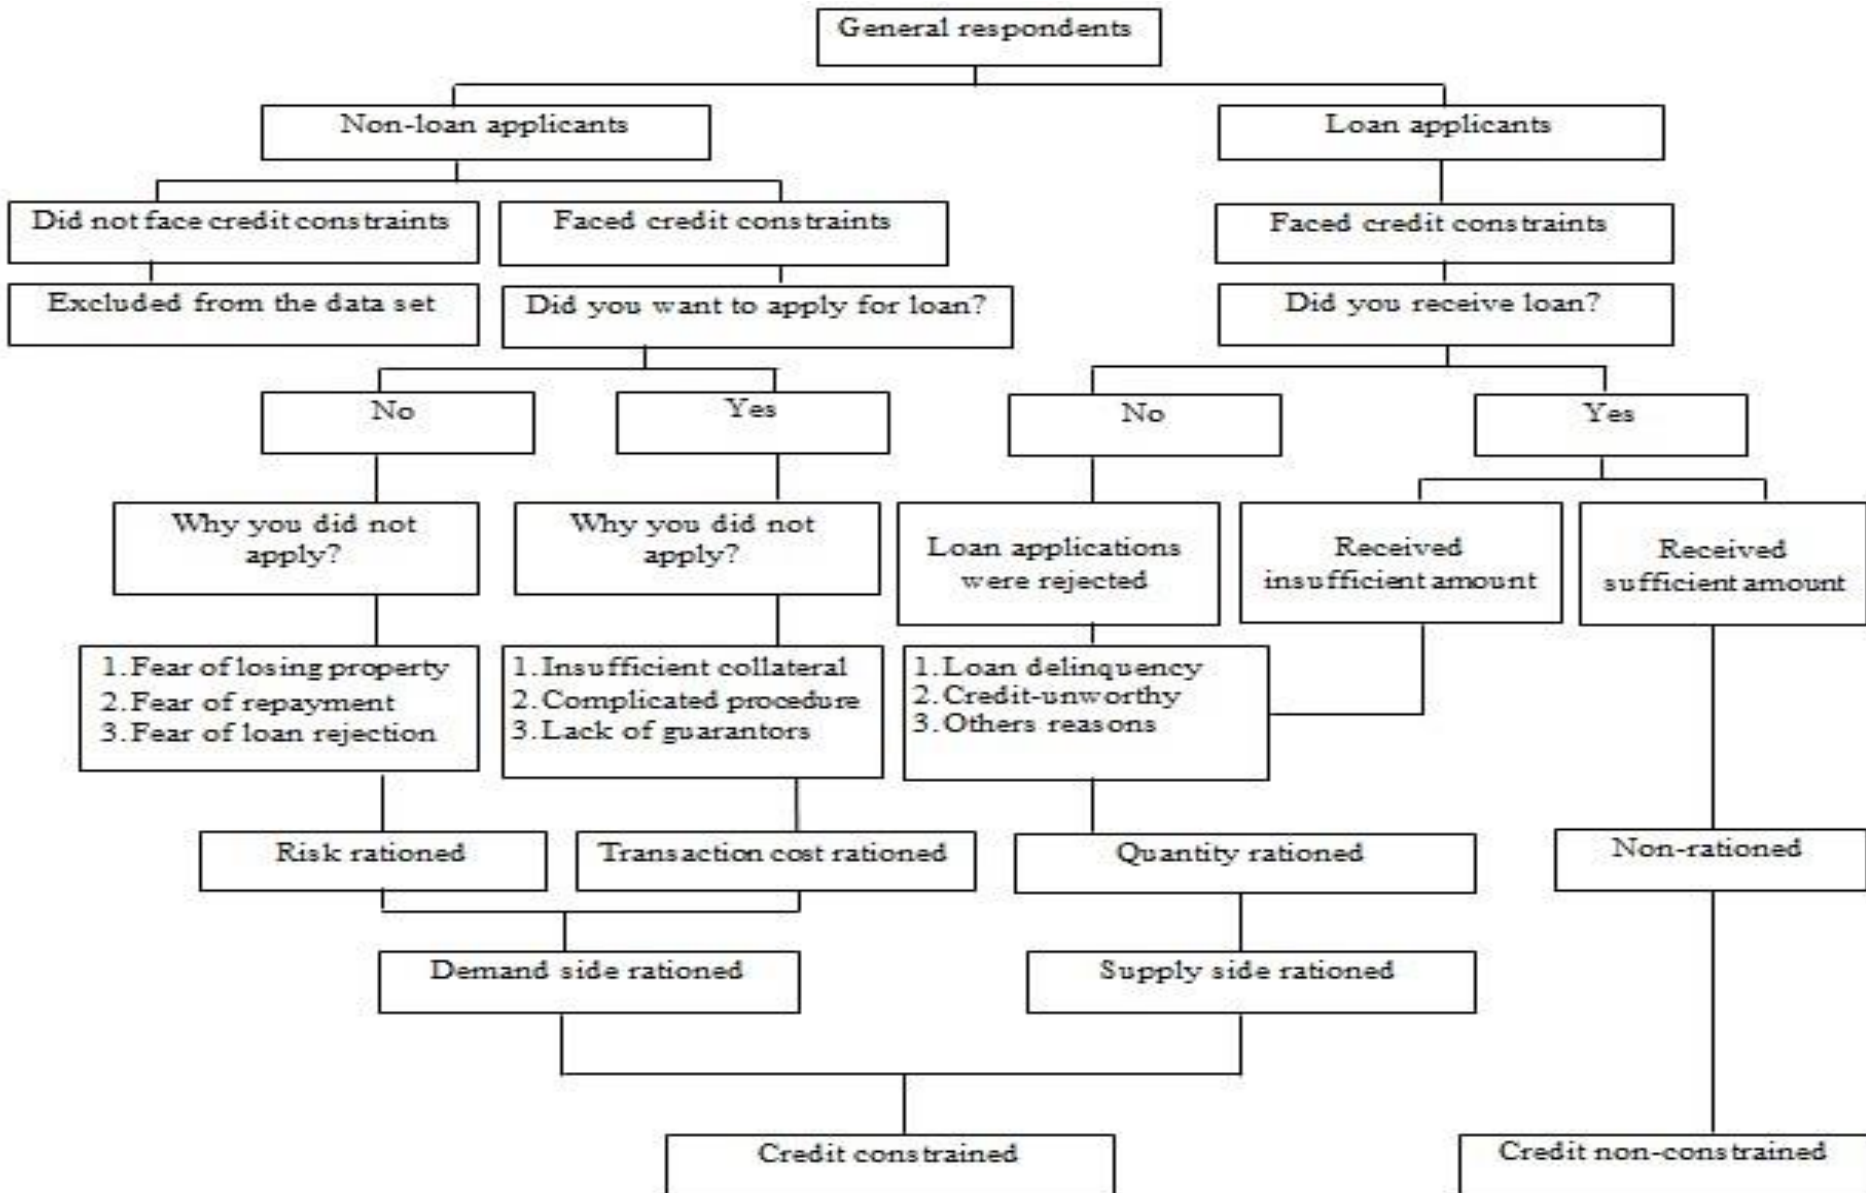 General respondents
Non-loan applicants
Loan applicants
Did not face credit constraints
Faced credit constraints
Faced credit constraints
Excluded from the data set
Did you want to apply for loan?
Did you receive loan?
No
Yes
No
Yes
Why you did not
apply?
Why you did not
apply?
Loan applications
were rejected
Received
insufficient amount
Received
sufficient amount
1. Fear of losing property
2. Fear of repayment
3. Fear of loan rejection
1. Insufficient collateral
2. Complicated procedure
3. Lack of guarantors
1. Loan delinquency
2. Credit-unworthy
3. Others reasons
Risk rationed
Transaction cost rationed
Quantity rationed
Non-rationed
Demand side rationed
Supply side rationed
Credit constrained
Credit non-constrained